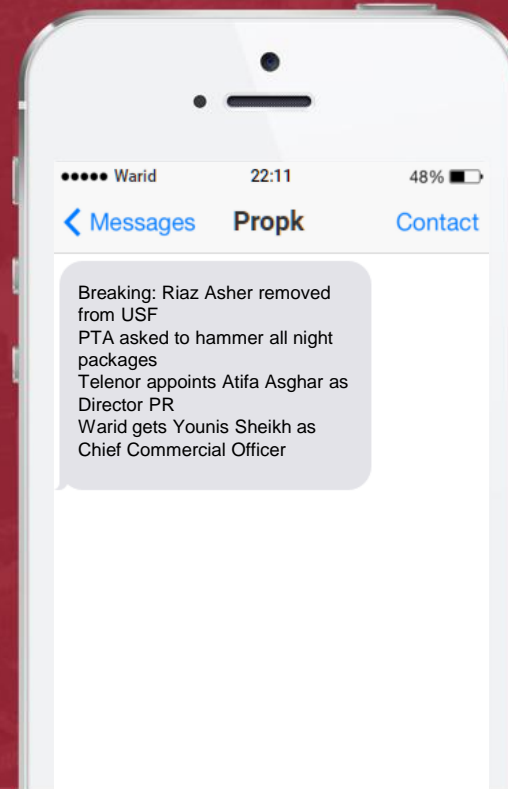 Warid 22:11 48%
Messages Propk Contact
Breaking: Riaz Asher removed
from USF
PTA asked to hammer all night
packages
Telenor appoints Atifa Asghar as
Director PR
Warid gets Younis Sheikh as
Chief Commercial Officer